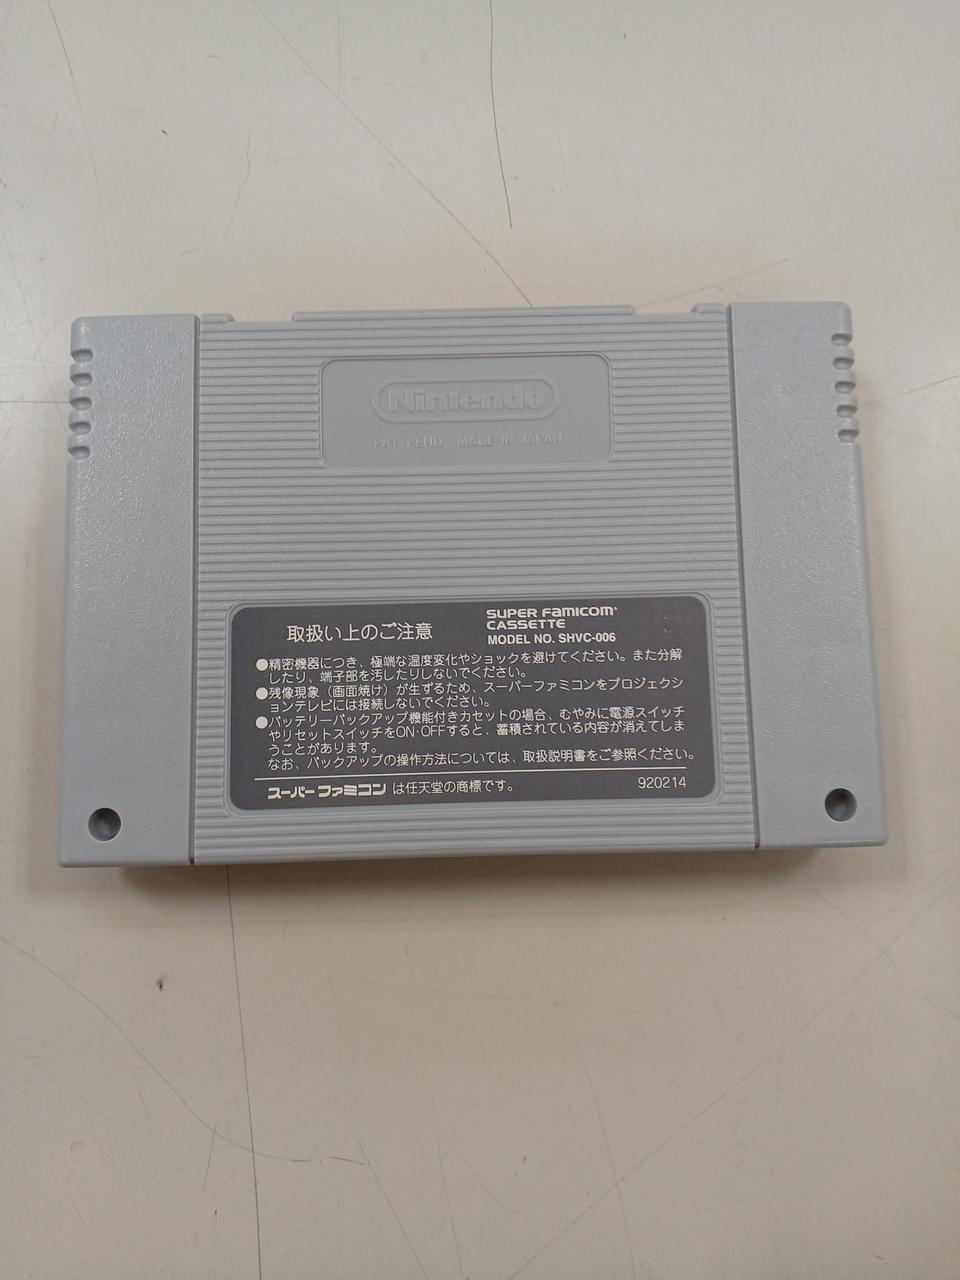 Nintendo
PAT. PEND. MADE IN JAPAN
取扱い上のご注意
SUPER FAMICOM
CASSETTE
MODEL NO. SHVC-006
●精密機器につき、極端な温度変化やショックを避けてください。また分解
したり、端子部を汚したりしないでください。
●残像現象（画面焼け）が生ずるため、スーパーファミコンをプロジェクシ
ョンテレビには接続しないでください。
●バッテリーバックアップ機能付きカセットの場合、むやみに電源スイッチ
やリセットスイッチをON·OFFすると、蓄積されている内容が消えてしま
うことがあります。
なお、バックアップの操作方法については、取扱説明書をご参照ください。
スーパーファミコンは任天堂の商標です。
920214